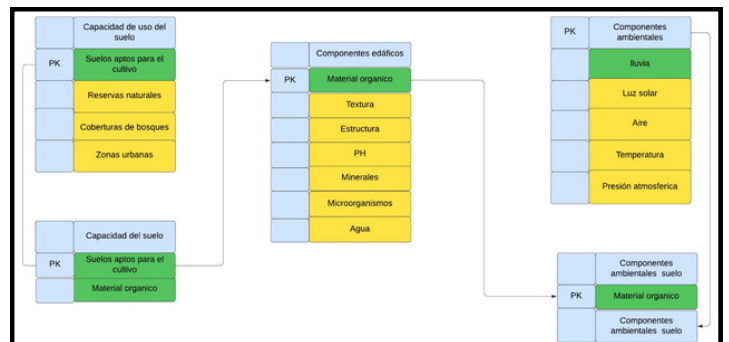 Capacidad de uso del
suelo
PK
Suelos aptos para el
cultivo
Reservas naturales
Coberturas de bosques
Zonas urbanas
Capacidad del suelo
PK
Suelos aptos para el
cultivo
Material organico
Componentes edáficos
PK
Material organico
Textura
Estructura
PH
Minerales
Microorganismos
Agua
PK
Componentes
ambientales
lluvia
Luz solar
Aire
Temperatura
Presión atmosferica
Componentes
ambientales suelo
PK
Material organico
Componentes
ambientales suelo